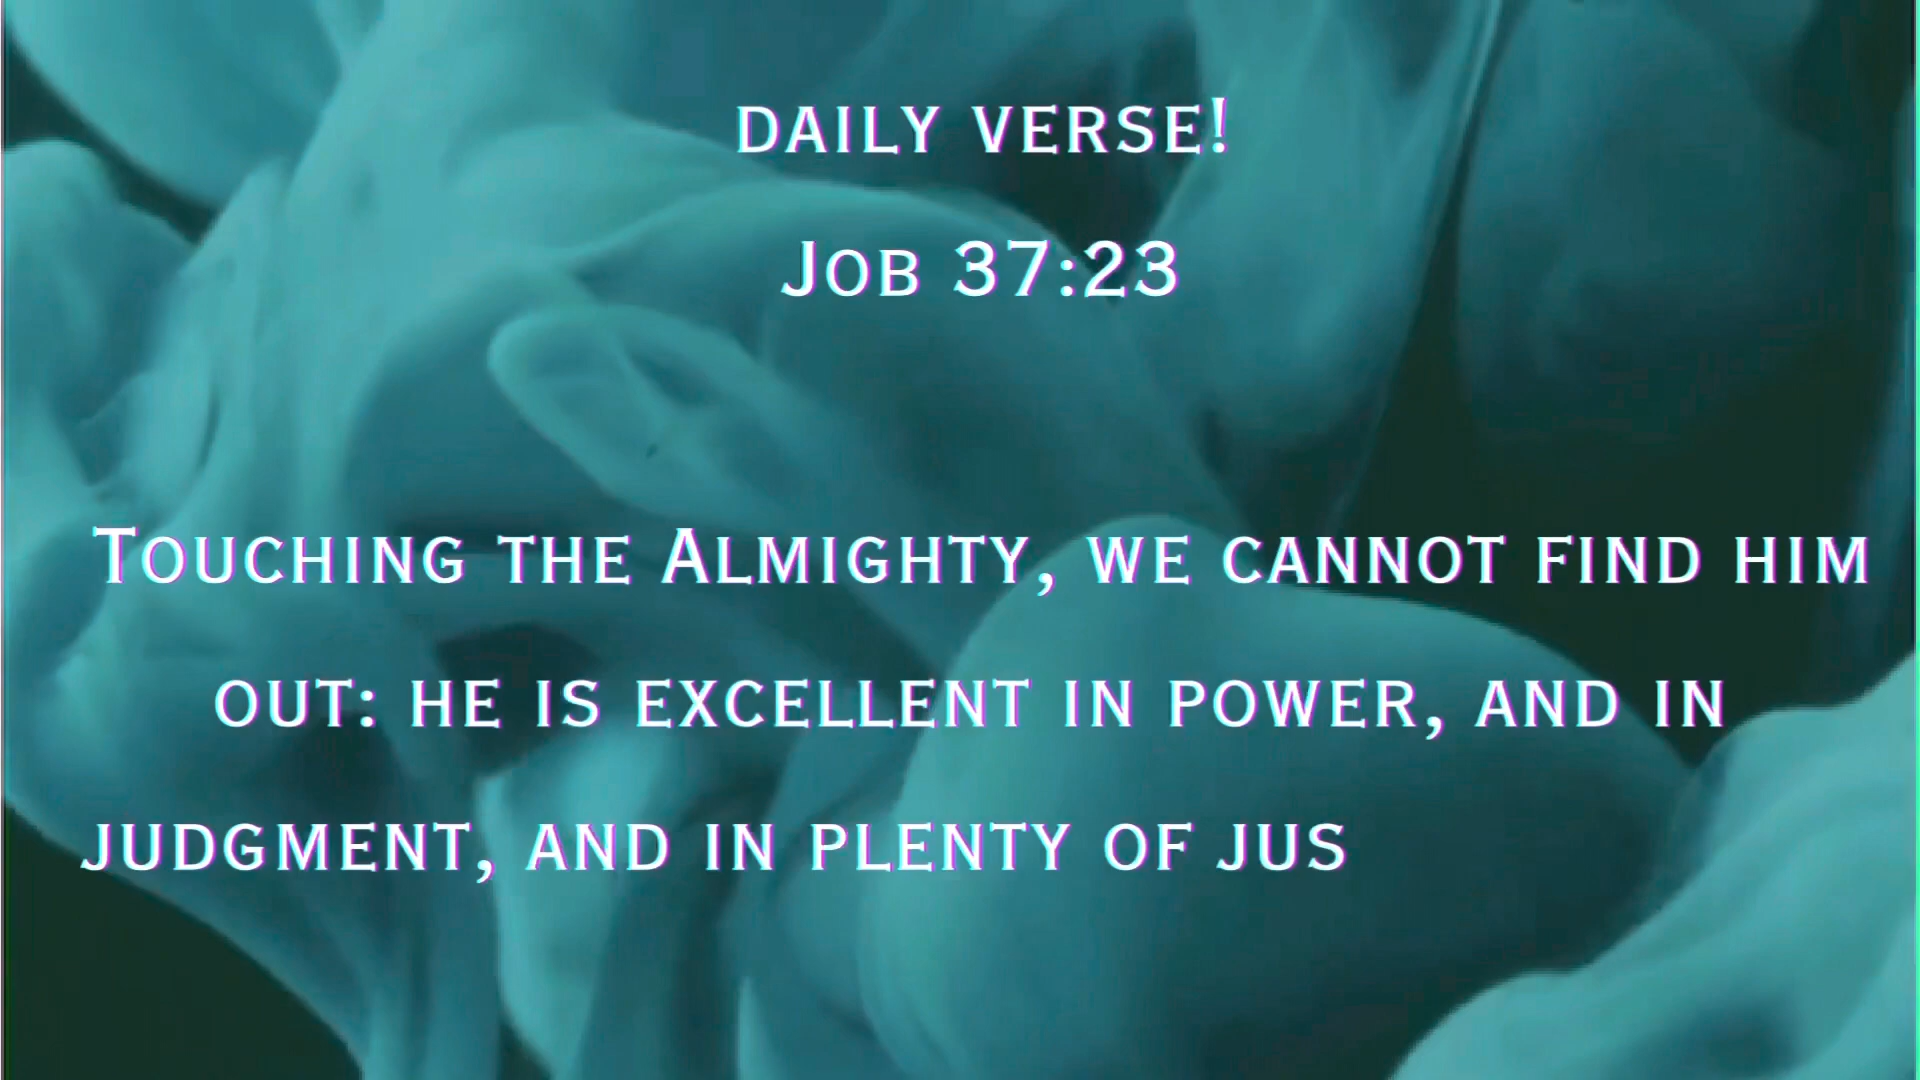 DAILY VERSE!
JOB 37:23
TOUCHING THE ALMIGHTY, WE CANNOT FIND HIM
OUT: HE IS EXCELLENT IN POWER, AND IN
JUDGMENT, AND IN PLENTY OF JUS